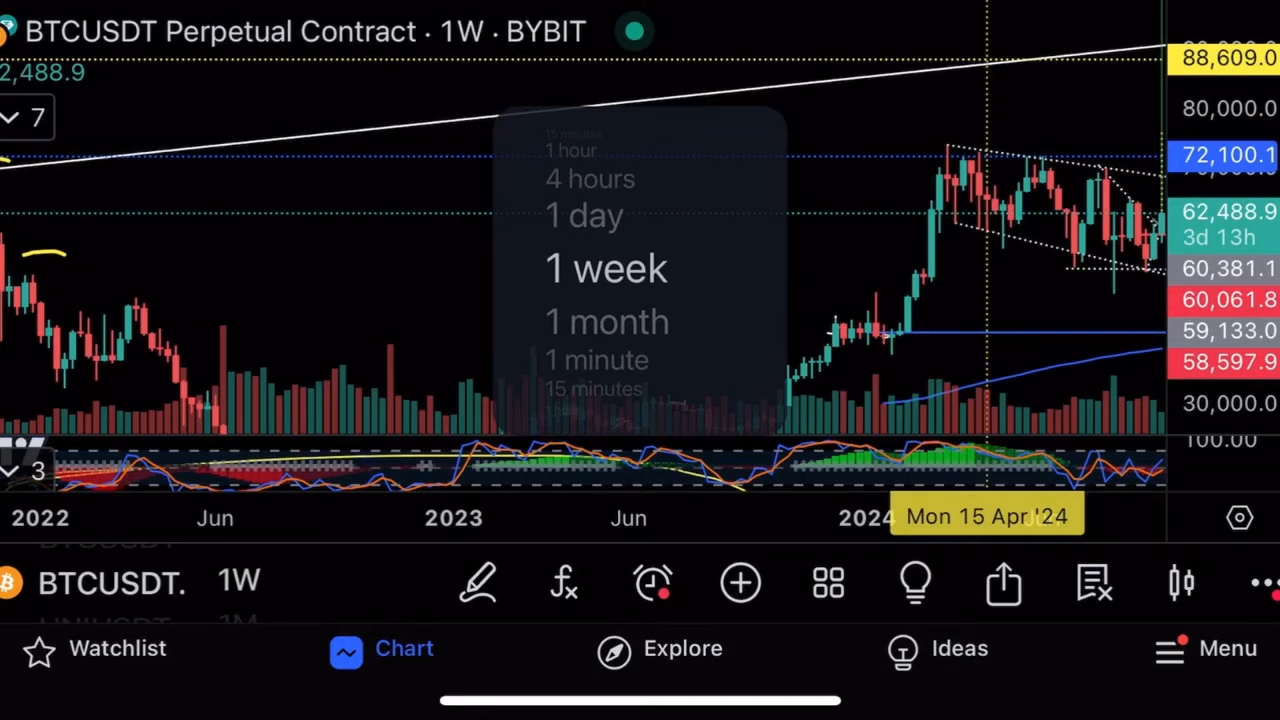 BTCUSDT Perpetual Contract · 1W · BYBIT
2,488.9
7
88,609.0
80,000.0
72,100.1
62,488.9
3d 13h
60,381.1
60,061.8
59,133.0
58,597.9
30,000.0
100.00
15 minutes
1 hour
4 hours
1 day
1 week
1 month
1 minute
15 minutes
3
2022
Jun
2023
Jun
2024
Mon 15 Apr '24
BTCUSDT.
1W
Watchlist
Chart
Explore
Ideas
Menu